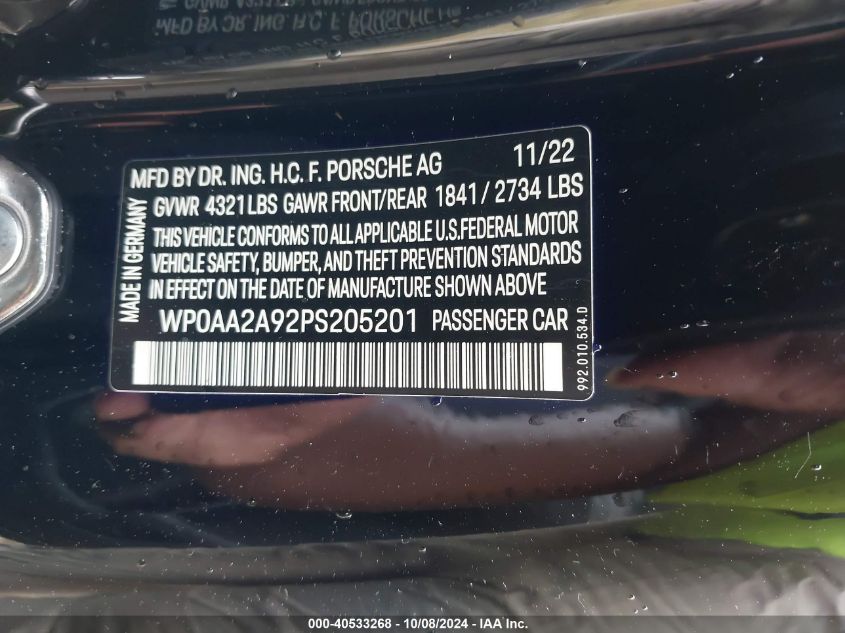 MFD BY DR. ING. H.C. F. PORSCHE AG 11/22
GVWR 4321LBS GAWR FRONT/REAR 1841/2734 LBS
THIS VEHICLE CONFORMS TO ALL APPLICABLE U.S.FEDERAL MOTOR
VEHICLE SAFETY, BUMPER, AND THEFT PREVENTION STANDARDS
IN EFFECT ON THE DATE OF MANUFACTURE SHOWN ABOVE
WP0AA2A92PS205201 PASSENGER CAR
MADE IN GERMANY
992.010.534.D
000-40533268 - 10/08/2024 - IAA Inc.